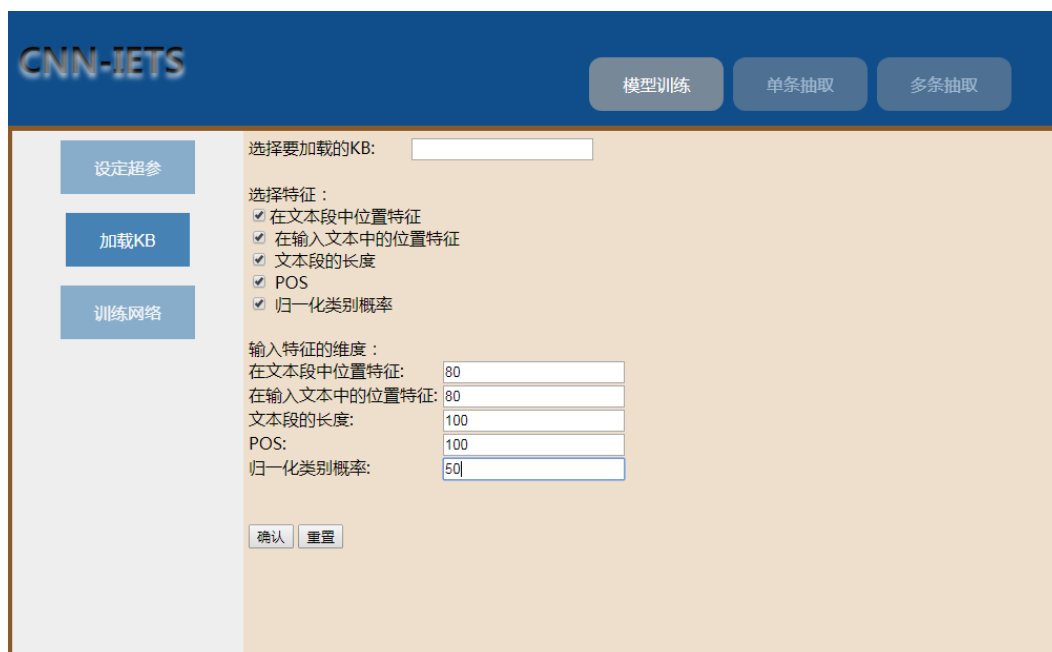 CNN-IETS
模型训练 单条抽取 多条抽取
设定超参
加载KB
训练网络
选择要加载的KB:
选择特征：
在文本段中位置特征
在输入文本中的位置特征
文本段的长度
POS
归一化类别概率
输入特征的维度：
在文本段中位置特征: 80
在输入文本中的位置特征: 80
文本段的长度: 100
POS: 100
归一化类别概率: 50
确认 重置